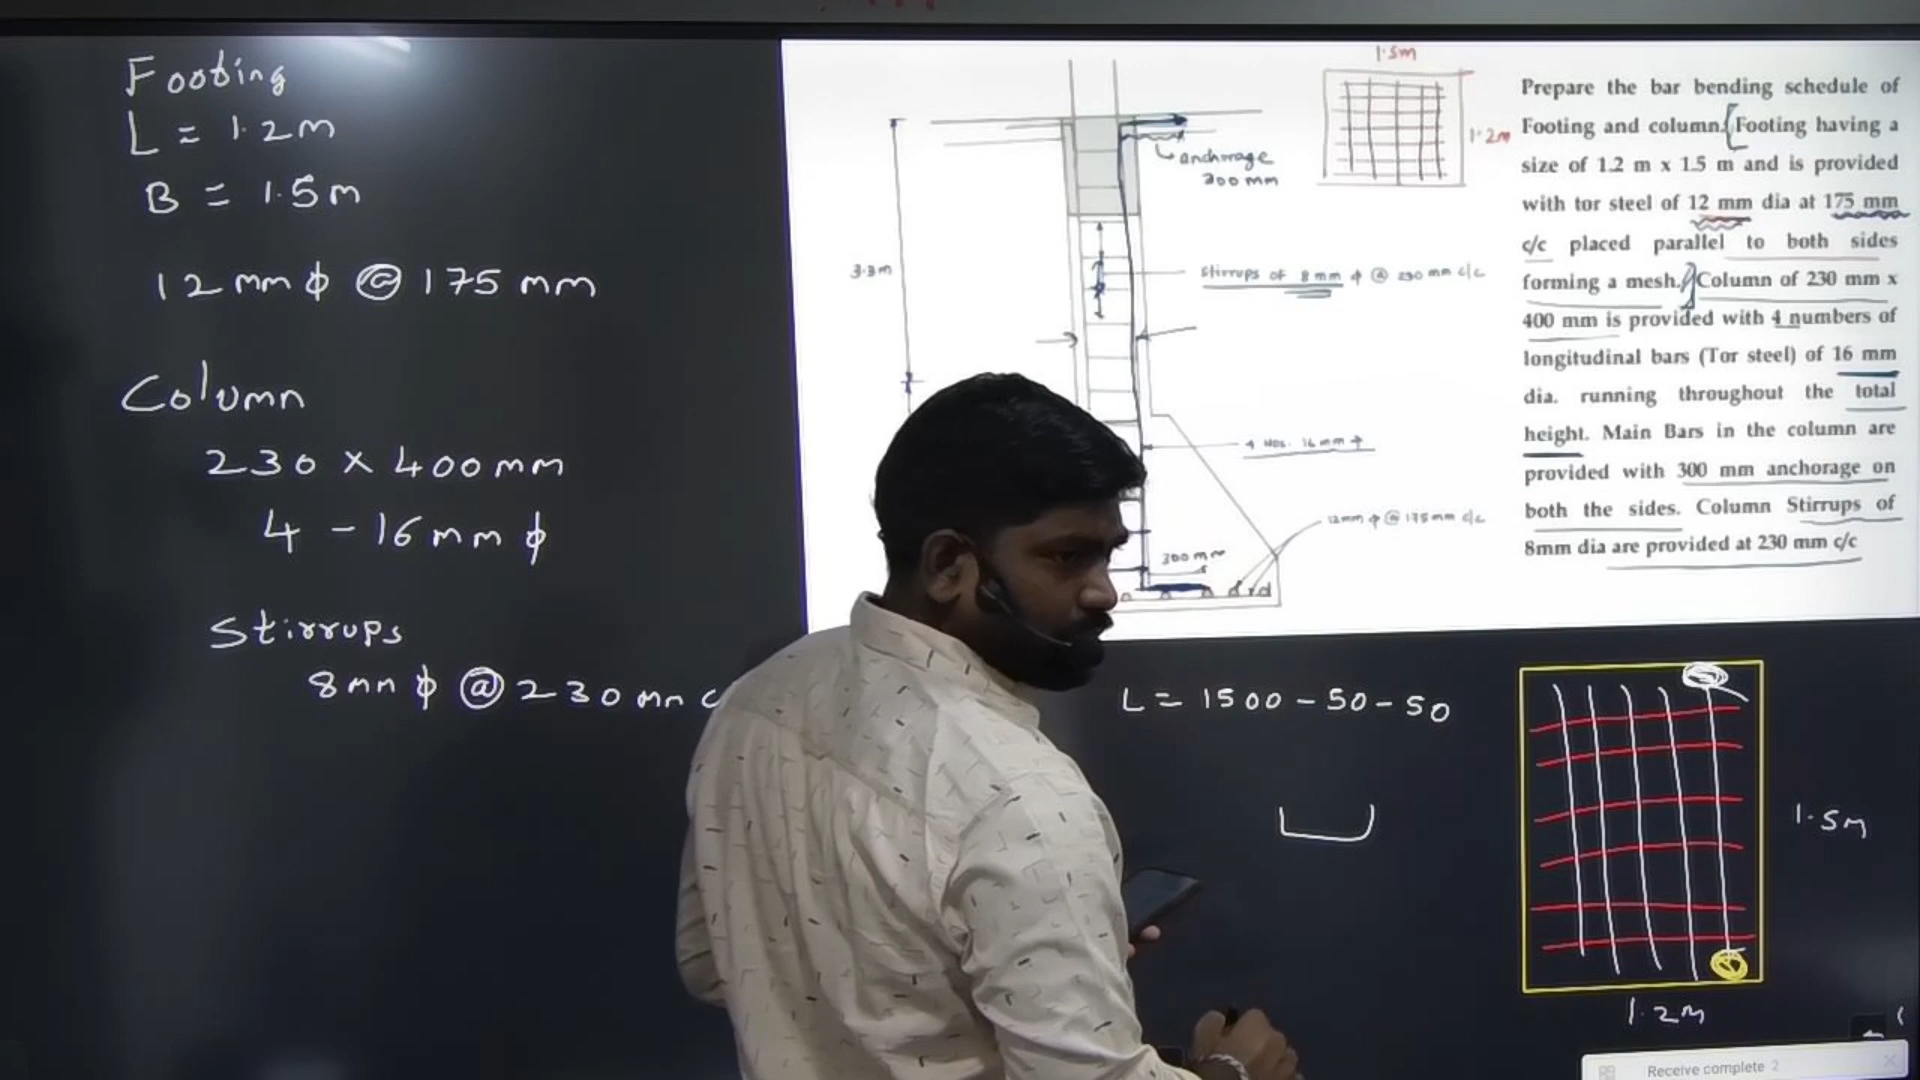 Footing
L = 1.2m
B = 1.5m
12mm ϕ @ 175 mm
Column
230 x 400mm
4 - 16mm ϕ
Stirrups
8mm ϕ @ 230 mm c
1.5m
1.2m
anchorage
300 mm
3.3m
Stirrups of 8 mm ϕ @ 230 mm c/c
4 Nos. 16mm ϕ
12mm ϕ @ 175mm c/c
300 mm
Prepare the bar bending schedule of
Footing and column. Footing having a
size of 1.2 m x 1.5 m and is provided
with tor steel of 12 mm dia at 175 mm
c/c placed parallel to both sides
forming a mesh. Column of 230 mm x
400 mm is provided with 4 numbers of
longitudinal bars (Tor steel) of 16 mm
dia. running throughout the total
height. Main Bars in the column are
provided with 300 mm anchorage on
both the sides. Column Stirrups of
8mm dia are provided at 230 mm c/c
L = 1500 - 50 - 50
1.5m
1.2m
Receive complete 2